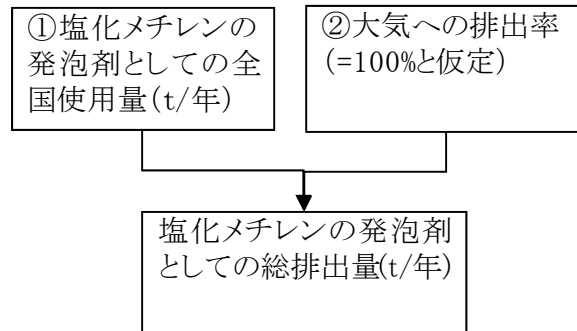 ①塩化メチレンの
発泡剤としての全
国使用量(t/年)
②大気への排出率
(=100%と仮定)
塩化メチレンの発泡剤
としての総排出量(t/年)